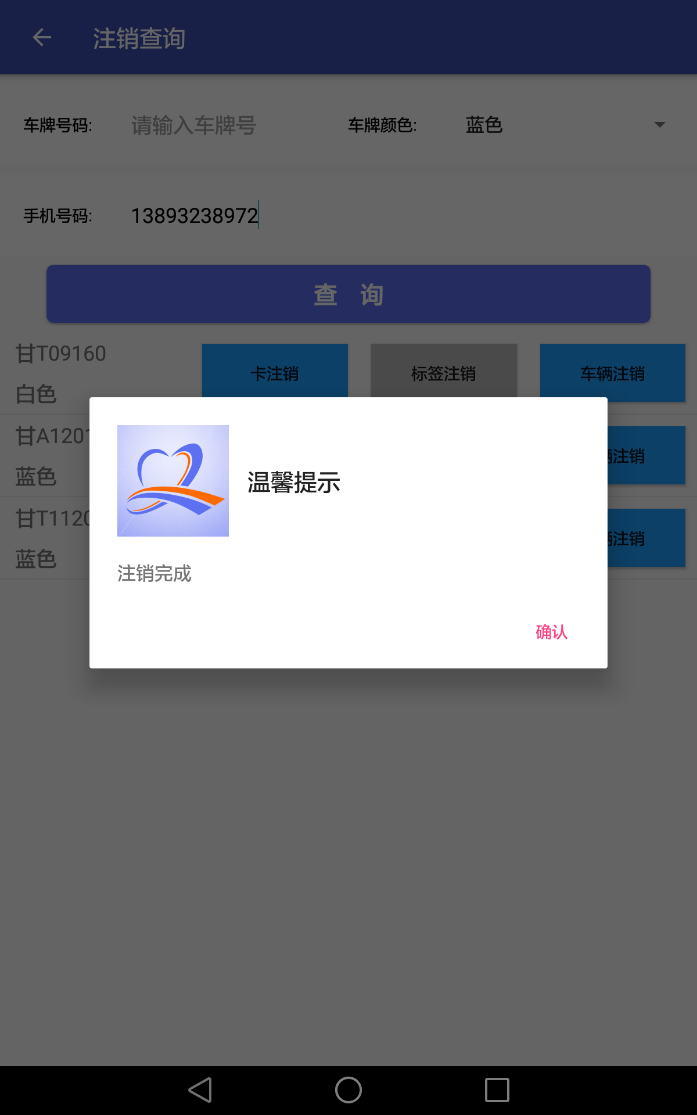 注销查询
车牌号码: 请输入车牌号 车牌颜色: 蓝色
手机号码: 13893238972
查 询
甘T09160
白色
卡注销 标签注销 车辆注销
甘A1201
蓝色
注销
甘T1120
蓝色
注销
温馨提示
注销完成
确认